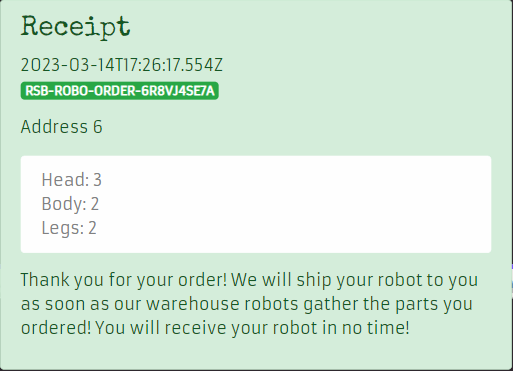 Receipt
2023-03-14T17:26:17.554Z
RSB-ROBO-ORDER-6R8VJ4SE7A
Address 6
Head: 3
Body: 2
Legs: 2
Thank you for your order! We will ship your robot to you
as soon as our warehouse robots gather the parts you
ordered! You will receive your robot in no time!